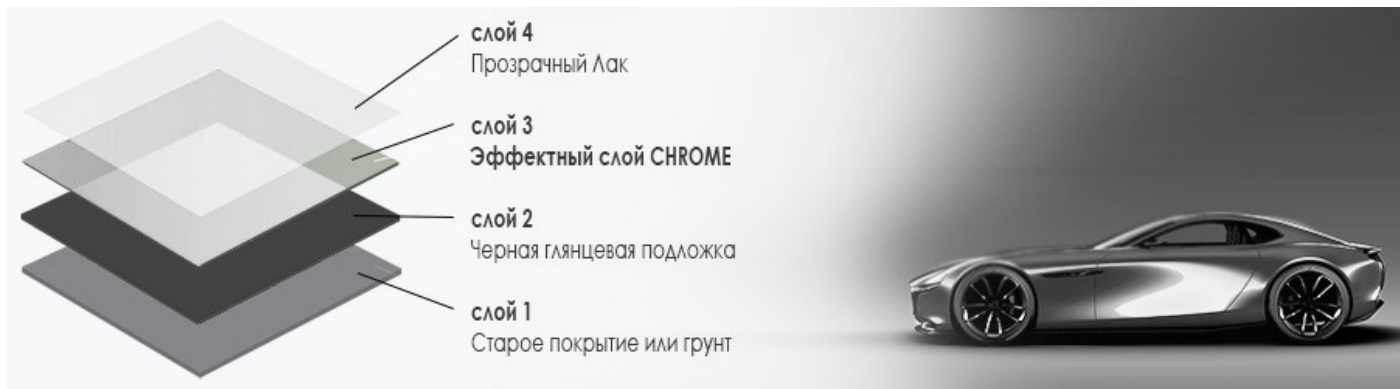 слой 4
Прозрачный Лак
слой 3
Эффектный слой CHROME
слой 2
Черная глянцевая подложка
слой 1
Старое покрытие или грунт